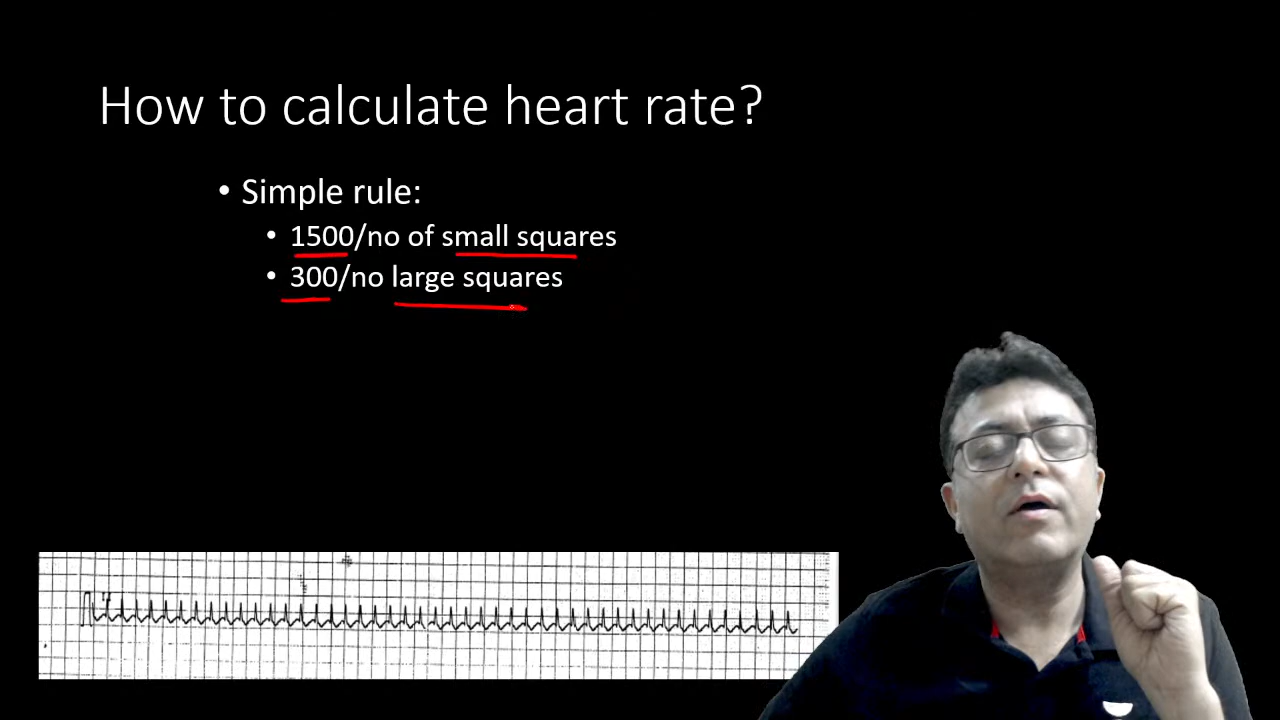 How to calculate heart rate?
• Simple rule:
• 1500/no of small squares
• 300/no large squares